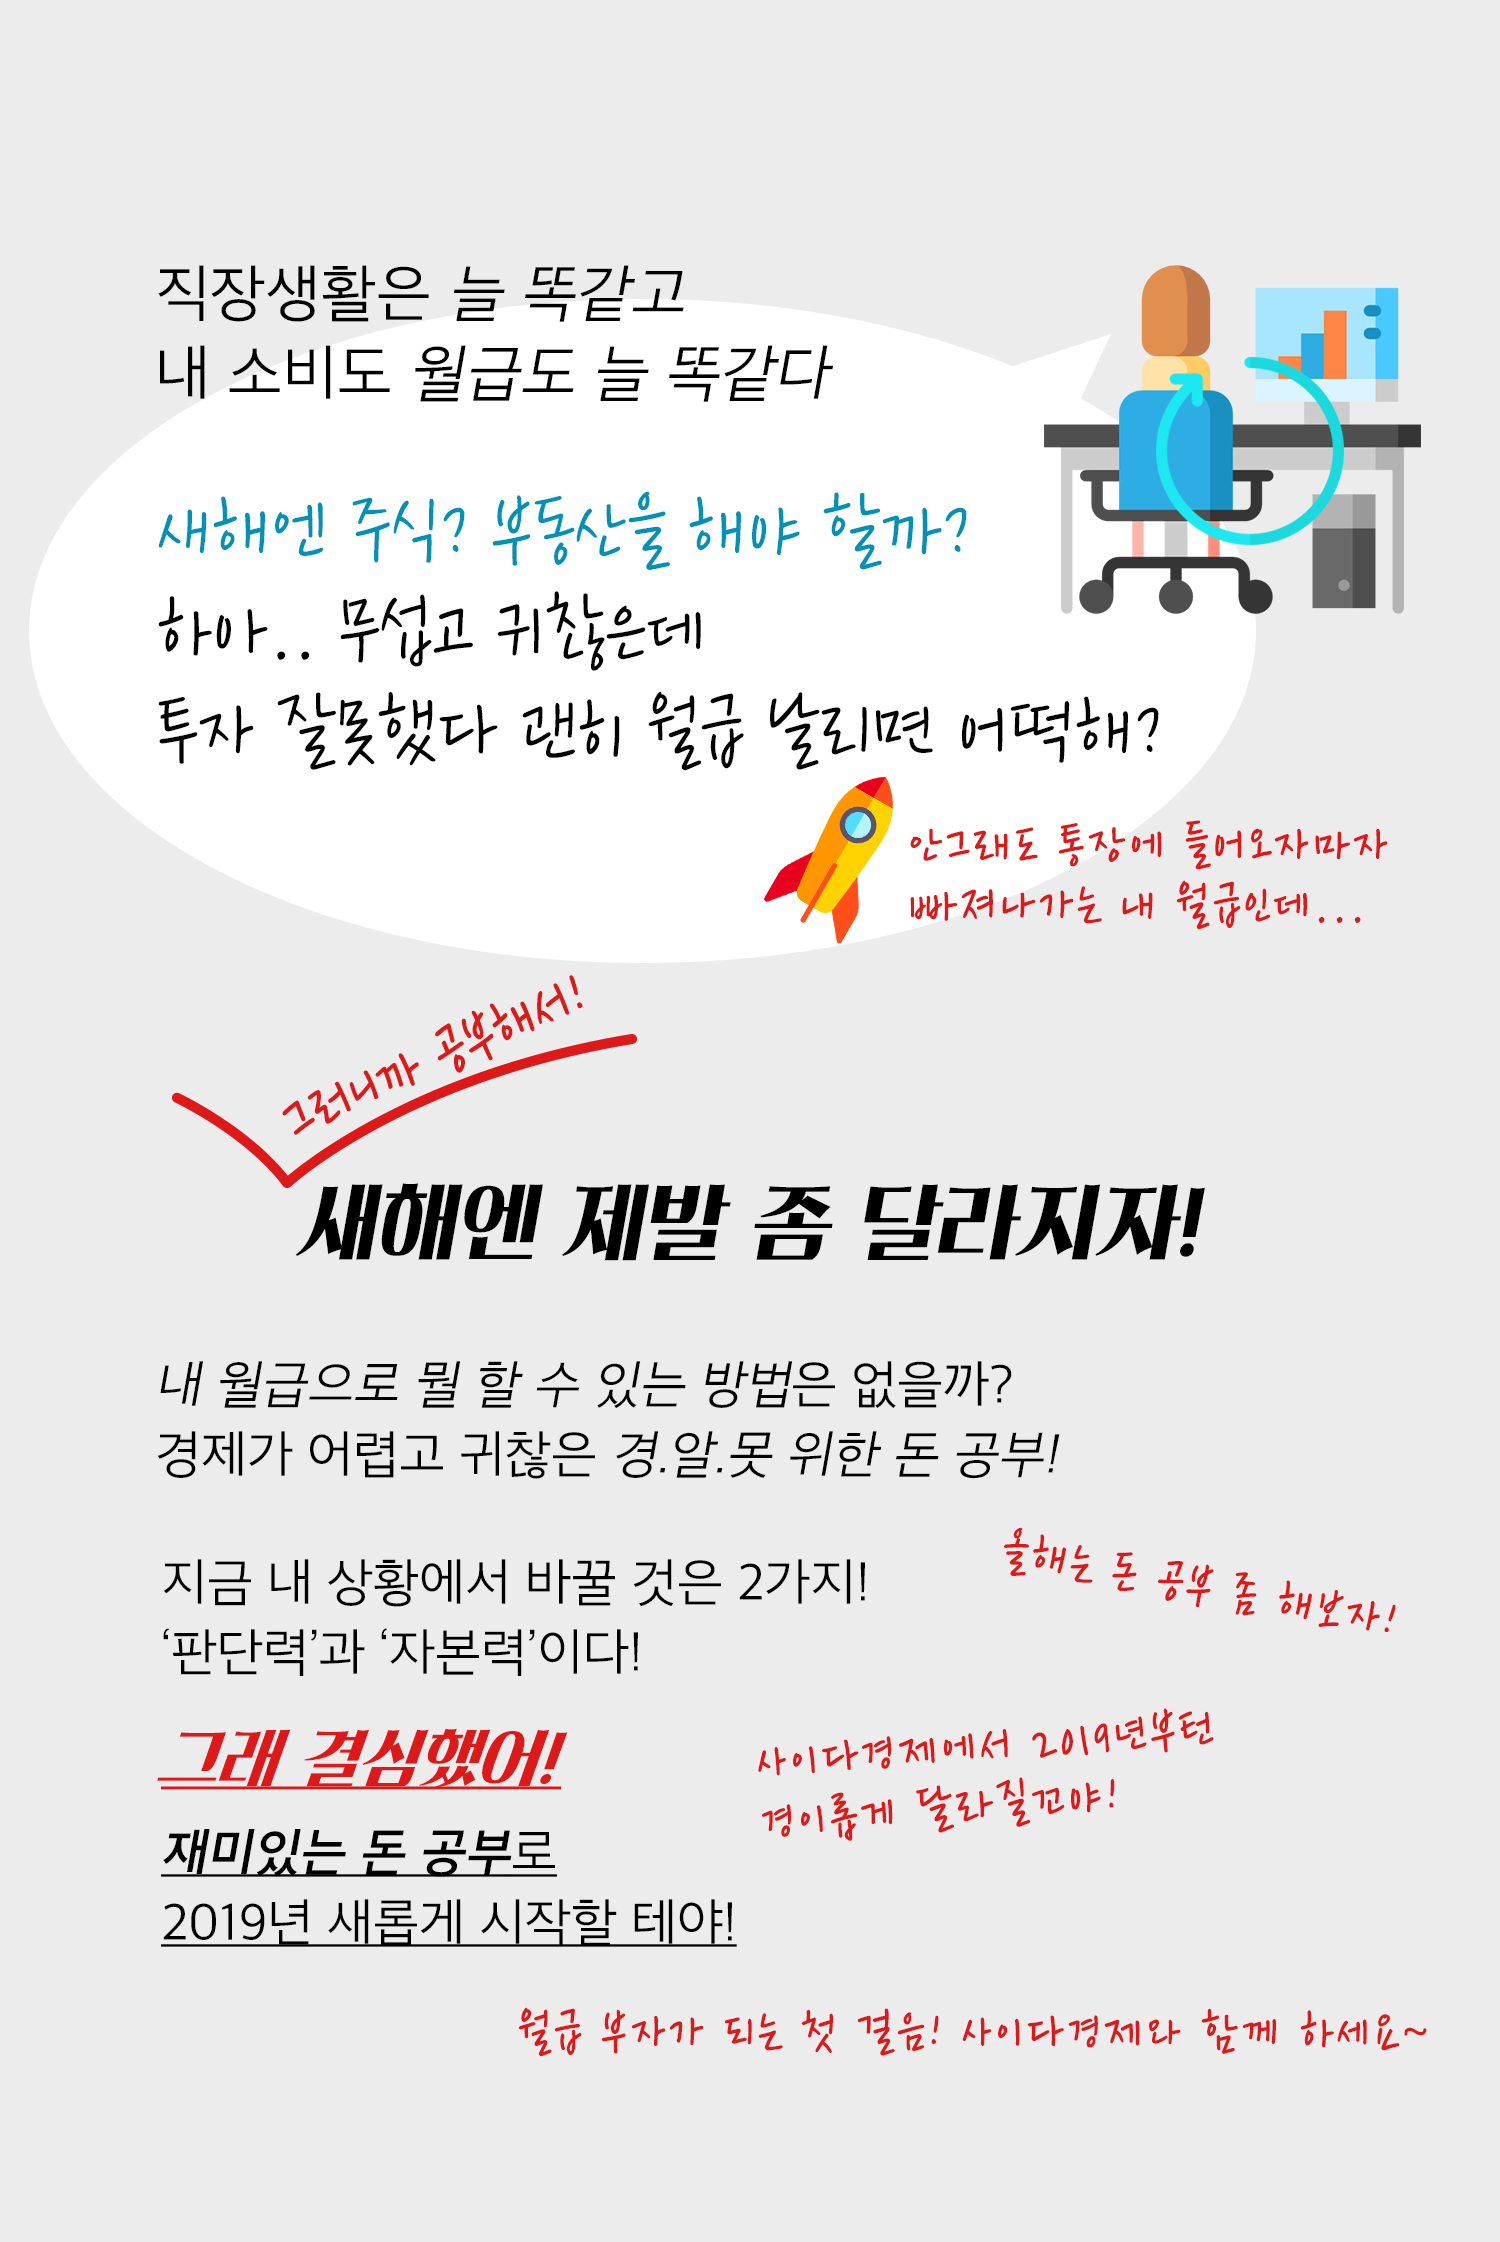 직장생활은 늘 똑같고
내 소비도 월급도 늘 똑같다
새해엔 주식? 부동산을 해야 할까?
하아.. 무섭고 귀찮은데
투자 잘못했다 괜히 월급 날리면 어떡해?
안그래도 통장에 들어오자마자
빠져나가는 내 월급인데...
그러니까 공부해서!
새해엔 제발 좀 달라지자!
내 월급으로 뭘 할 수 있는 방법은 없을까?
경제가 어렵고 귀찮은 경.알.못 위한 돈 공부!
지금 내 상황에서 바꿀 것은 2가지!
‘판단력’과 ‘자본력’이다!
올해는 돈 공부 좀 해보자!
그래 결심했어!
사이다경제에서 2019년부턴
경이롭게 달라질꼬야!
재미있는 돈 공부로
2019년 새롭게 시작할 테야!
월급 부자가 되는 첫 걸음! 사이다경제와 함께 하세요~